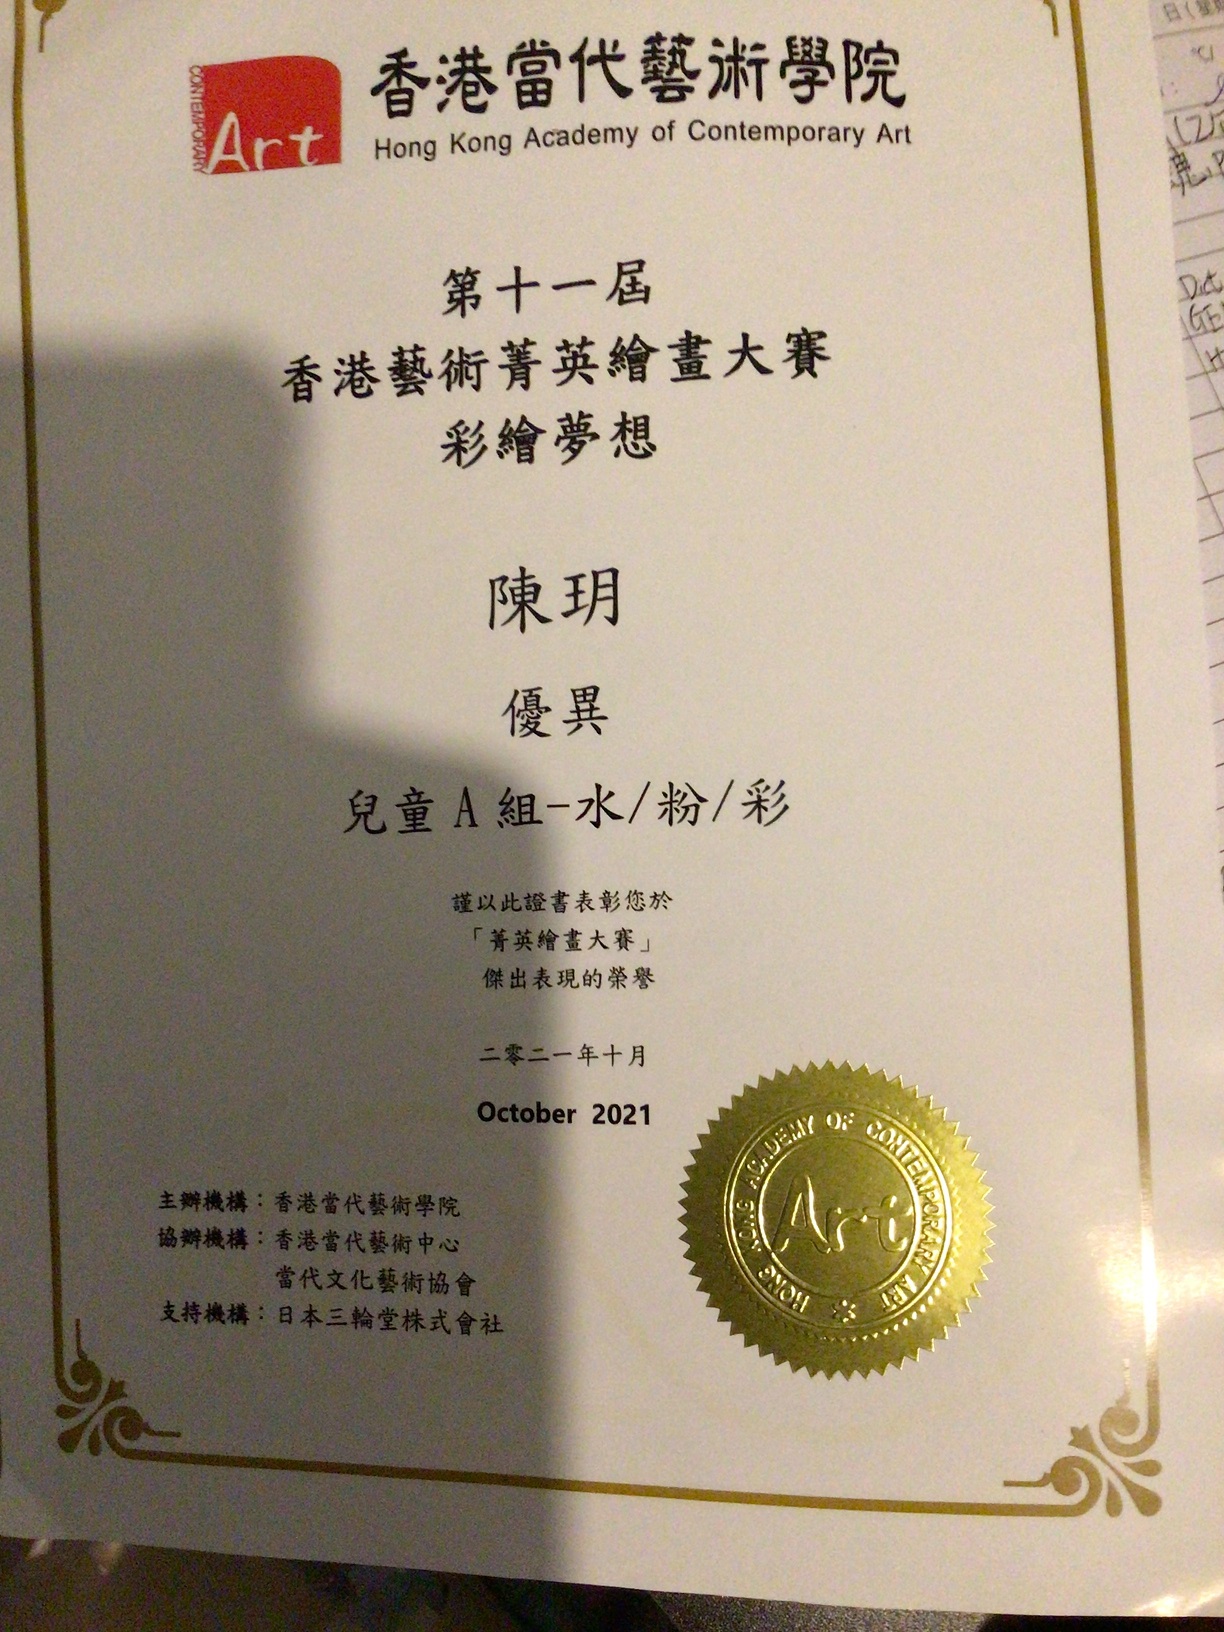 CONTEMPORARY
Art
香港當代藝術學院
Hong Kong Academy of Contemporary Art
第十一屆
香港藝術菁英繪畫大賽
彩繪夢想
陳玥
優異
兒童A組-水/粉/彩
謹以此證書表彰您於
「菁英繪畫大賽」
傑出表現的榮譽
二零二一年十月
October 2021
主辦機構：香港當代藝術學院
協辦機構：香港當代藝術中心
當代文化藝術協會
支持機構：日本三輪堂株式會社
HONG KONG ACADEMY OF CONTEMPORARY ART
Art